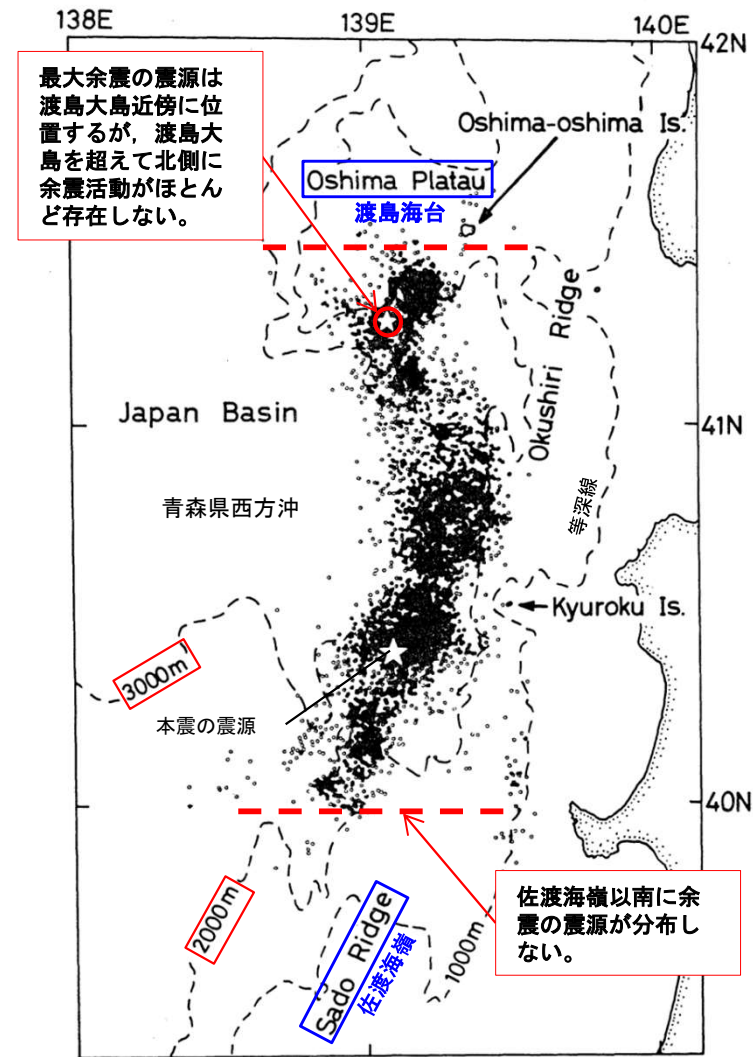 138E
139E
140E
42N
最大余震の震源は
渡島大島近傍に位
置するが，渡島大
島を超えて北側に
余震活動がほとん
ど存在しない。
Oshima-oshima Is.
Oshima Platau
渡島海台
Okushiri Ridge
Japan Basin
41N
青森県西方沖
等深線
Kyuroku Is.
3000m
本震の震源
40N
2000m
Sado Ridge
佐渡海嶺
1000m
佐渡海嶺以南に余
震の震源が分布し
ない。